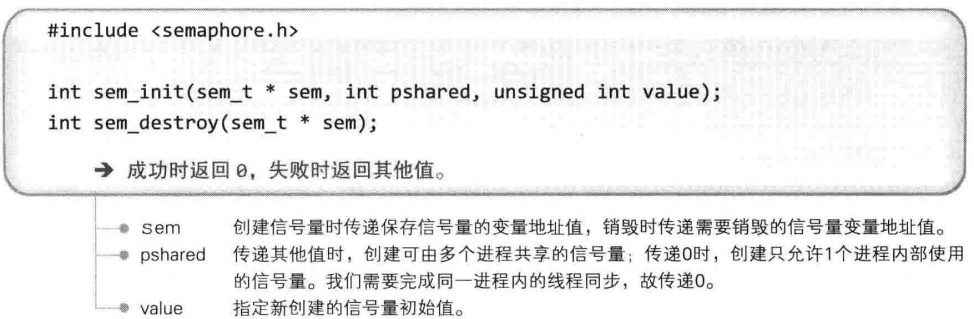 #include <semaphore.h>
int sem_init(sem_t * sem, int pshared, unsigned int value);
int sem_destroy(sem_t * sem);
→ 成功时返回 0，失败时返回其他值。
sem 创建信号量时传递保存信号量的变量地址值，销毁时传递需要销毁的信号量变量地址值。
pshared 传递其他值时，创建可由多个进程共享的信号量；传递0时，创建只允许1个进程内部使用
的信号量。我们需要完成同一进程内的线程同步，故传递0。
value 指定新创建的信号量初始值。